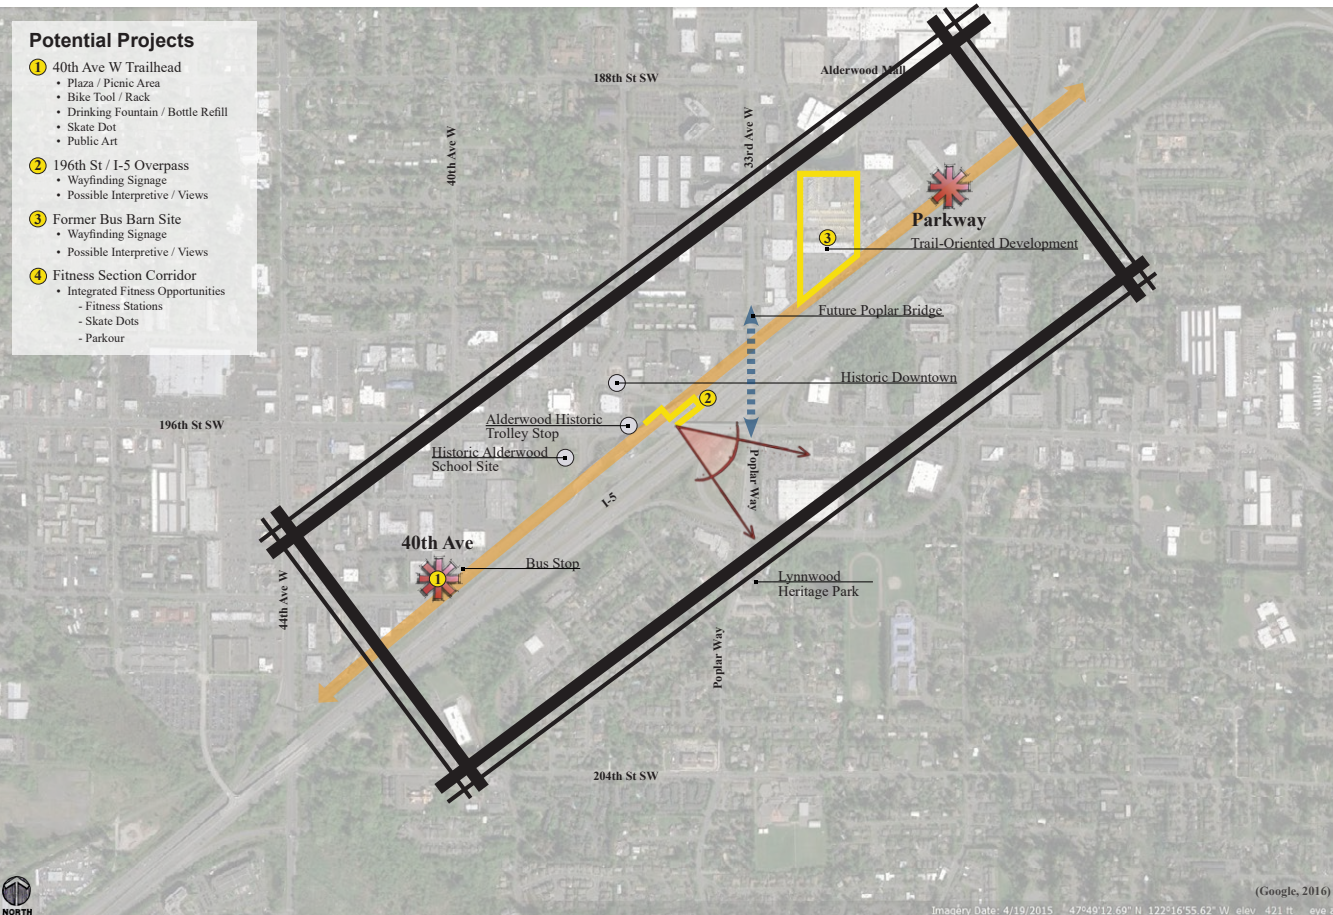 Potential Projects
1 40th Ave W Trailhead
• Plaza / Picnic Area
• Bike Tool / Rack
• Drinking Fountain / Bottle Refill
• Skate Dot
• Public Art
2 196th St / I-5 Overpass
• Wayfinding Signage
• Possible Interpretive / Views
3 Former Bus Barn Site
• Wayfinding Signage
• Possible Interpretive / Views
4 Fitness Section Corridor
• Integrated Fitness Opportunities
- Fitness Stations
- Skate Dots
- Parkour
188th St SW
Alderwood Mall
40th Ave W
33rd Ave W
Parkway
3
Trail-Oriented Development
Future Poplar Bridge
Historic Downtown
2
196th St SW
Alderwood Historic
Trolley Stop
Historic Alderwood
School Site
Poplar Way
I-5
40th Ave
1
Bus Stop
Lynnwood
Heritage Park
44th Ave W
Poplar Way
204th St SW
(Google, 2016)
NORTH
Imagery Date: 4/19/2015 47°49'12.69" N 122°16'55.62" W elev 421 ft eye